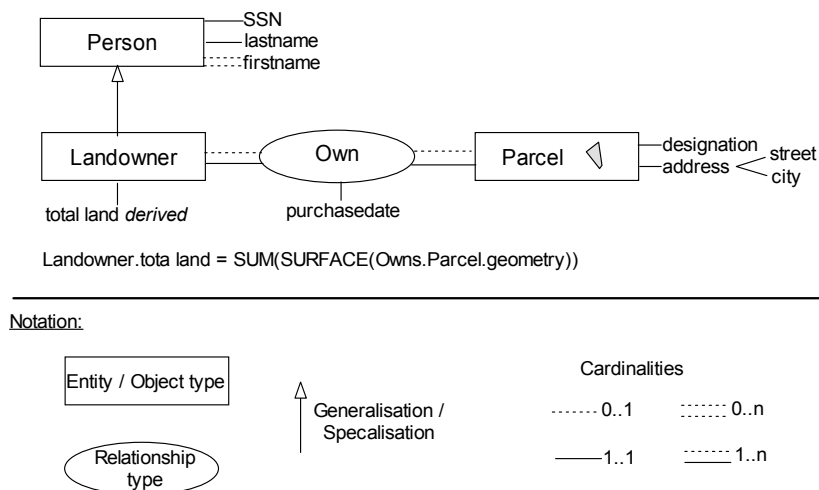 Person
SSN
lastname
firstname
Landowner
Own
Parcel
designation
address
street
city
total land derived
purchasedate
Landowner.tota land = SUM(SURFACE(Owns.Parcel.geometry))
Notation:
Entity / Object type
Relationship
type
Generalisation /
Specalisation
Cardinalities
0..1
0..n
1..1
1..n